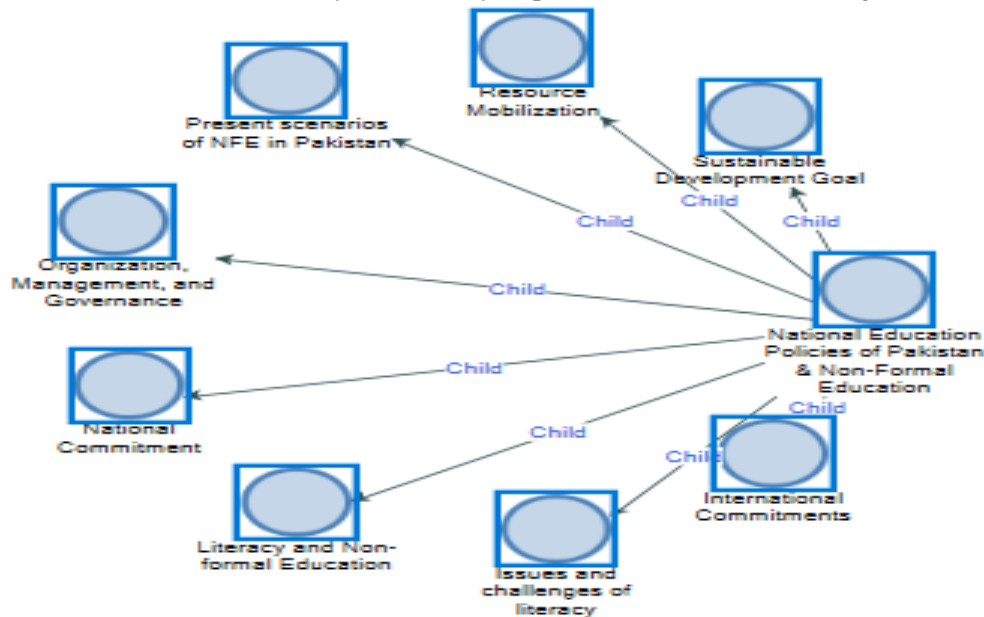 Resource
Mobilization
Present scenarios
of NFE in Pakistan
Sustainable
Development Goal
Child
Child
Child
Organization,
Management, and
Governance
Child
National Education
Policies of Pakistan
& Non-Formal
Education
Child
National
Commitment
Child
Child
Child
International
Commitments
Literacy and Non-
formal Education
Issues and
challenges of
literacy